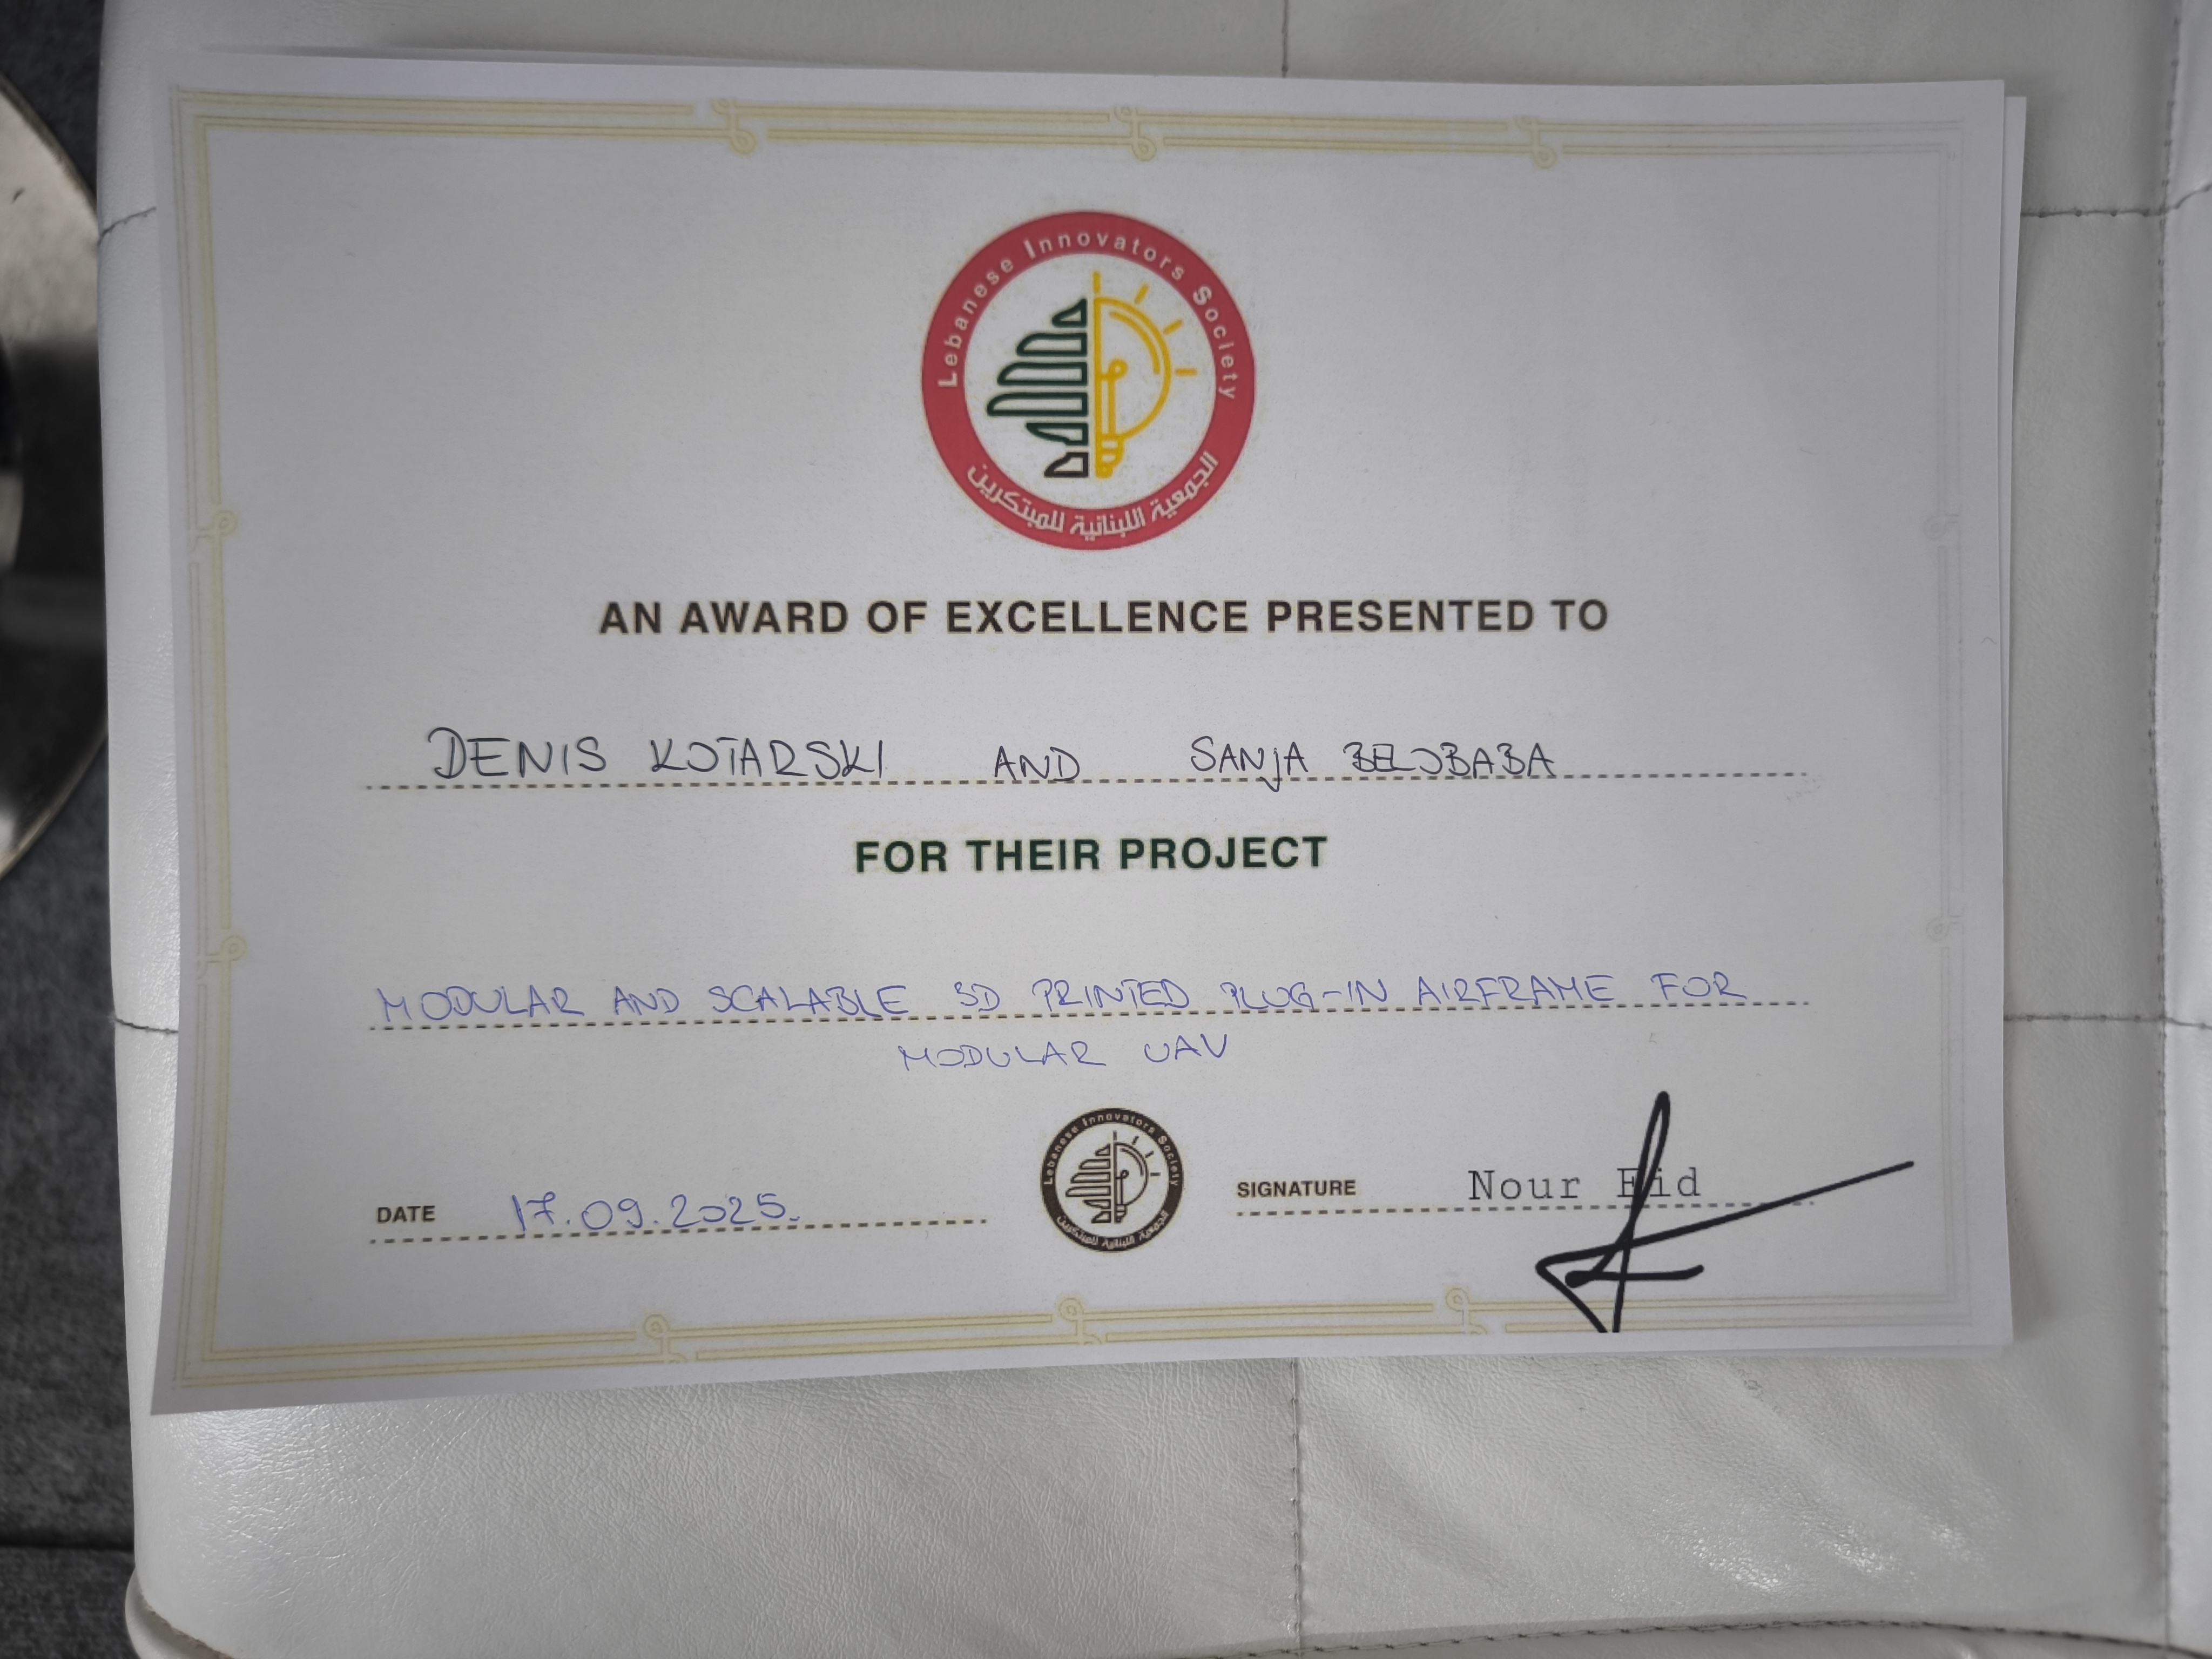 Lebanese Innovators Society
الجمعية اللبنانية للمبتكرين
AN AWARD OF EXCELLENCE PRESENTED TO
DENIS KOTARSKI AND SANJA BELOBABA
FOR THEIR PROJECT
MODULAR AND SCALABLE 3D PRINTED PLUG-IN AIRFRAME FOR
MODULAR UAV
Lebanese Innovators Society
الجمعية اللبنانية للمبتكرين
DATE 17.09.2025.
SIGNATURE Nour Eid